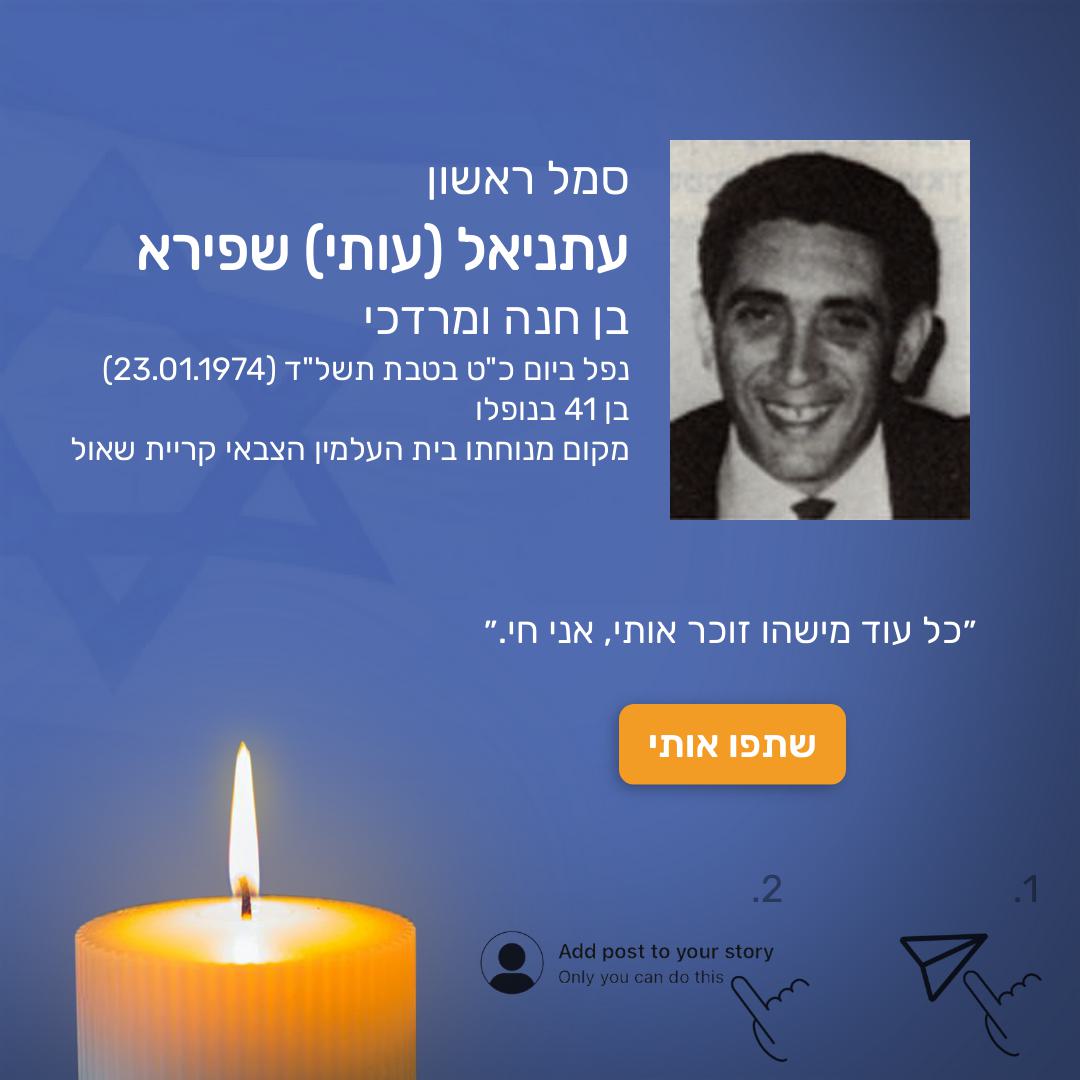 סמל ראשון
עתניאל (עותי) שפירא
בן חנה ומרדכי
נפל ביום כ"ט בטבת תשל"ד (23.01.1974)
בן 41 בנופלו
מקום מנוחתו בית העלמין הצבאי קריית שאול
״כל עוד מישהו זוכר אותי, אני חי.״
שתפו אותי
1.
2.
Add post to your story
Only you can do this